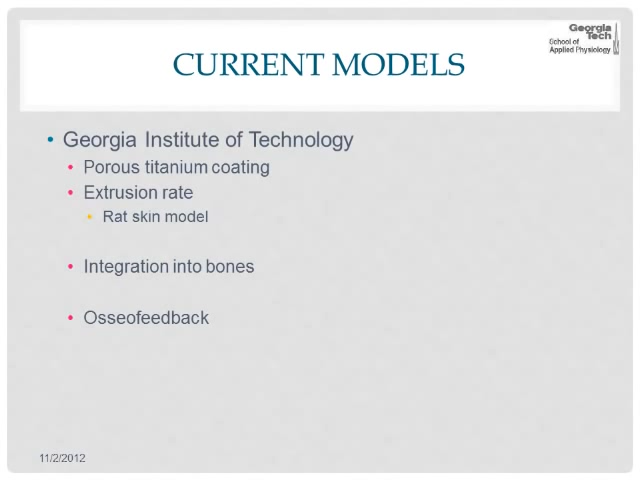 Georgia
Tech
School of
Applied Physiology
CURRENT MODELS
• Georgia Institute of Technology
• Porous titanium coating
• Extrusion rate
• Rat skin model
• Integration into bones
• Osseofeedback
11/2/2012